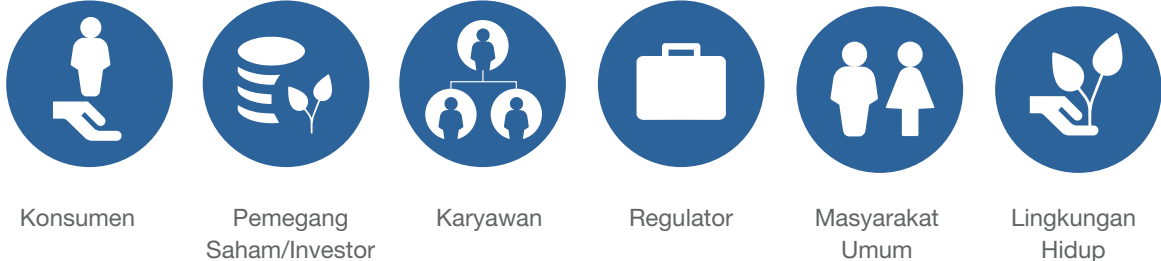 Konsumen
Pemegang
Saham/Investor
Karyawan
Regulator
Masyarakat
Umum
Lingkungan
Hidup